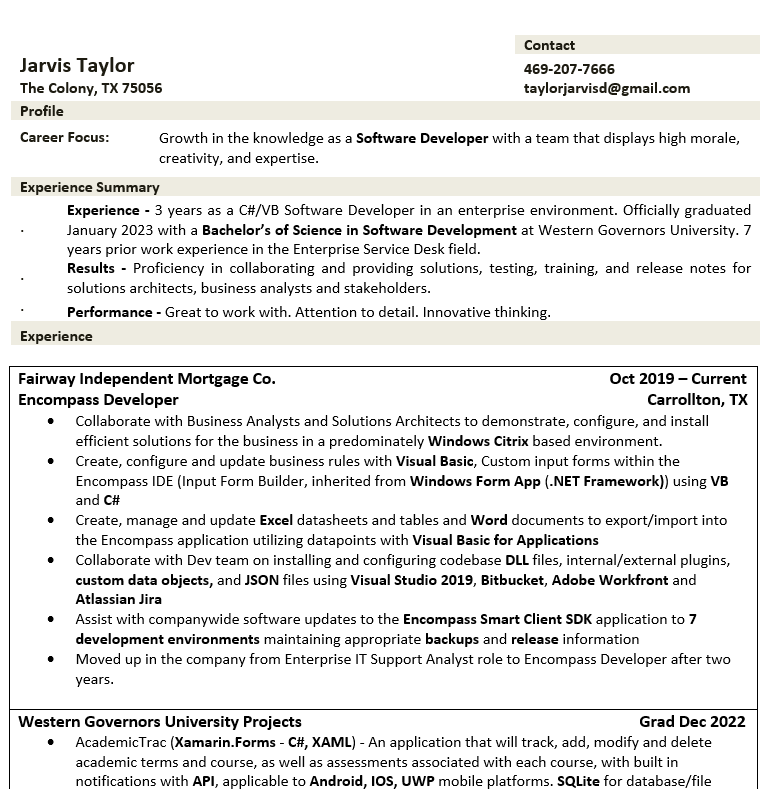 Contact
Jarvis Taylor
469-207-7666
The Colony, TX 75056
taylorjarvisd@gmail.com
Profile
Career Focus: Growth in the knowledge as a Software Developer with a team that displays high morale,
creativity, and expertise.
Experience Summary
Experience - 3 years as a C#/VB Software Developer in an enterprise environment. Officially graduated
· January 2023 with a Bachelor's of Science in Software Development at Western Governors University. 7
years prior work experience in the Enterprise Service Desk field.
Results - Proficiency in collaborating and providing solutions, testing, training, and release notes for
· solutions architects, business analysts and stakeholders.
· Performance - Great to work with. Attention to detail. Innovative thinking.
Experience
Fairway Independent Mortgage Co. Oct 2019 – Current
Encompass Developer Carrollton, TX
• Collaborate with Business Analysts and Solutions Architects to demonstrate, configure, and install
efficient solutions for the business in a predominately Windows Citrix based environment.
• Create, configure and update business rules with Visual Basic, Custom input forms within the
Encompass IDE (Input Form Builder, inherited from Windows Form App (.NET Framework)) using VB
and C#
• Create, manage and update Excel datasheets and tables and Word documents to export/import into
the Encompass application utilizing datapoints with Visual Basic for Applications
• Collaborate with Dev team on installing and configuring codebase DLL files, internal/external plugins,
custom data objects, and JSON files using Visual Studio 2019, Bitbucket, Adobe Workfront and
Atlassian Jira
• Assist with companywide software updates to the Encompass Smart Client SDK application to 7
development environments maintaining appropriate backups and release information
• Moved up in the company from Enterprise IT Support Analyst role to Encompass Developer after two
years.
Western Governors University Projects Grad Dec 2022
• AcademicTrac (Xamarin.Forms - C#, XAML) - An application that will track, add, modify and delete
academic terms and course, as well as assessments associated with each course, with built in
notifications with API, applicable to Android, IOS, UWP mobile platforms. SQLite for database/file